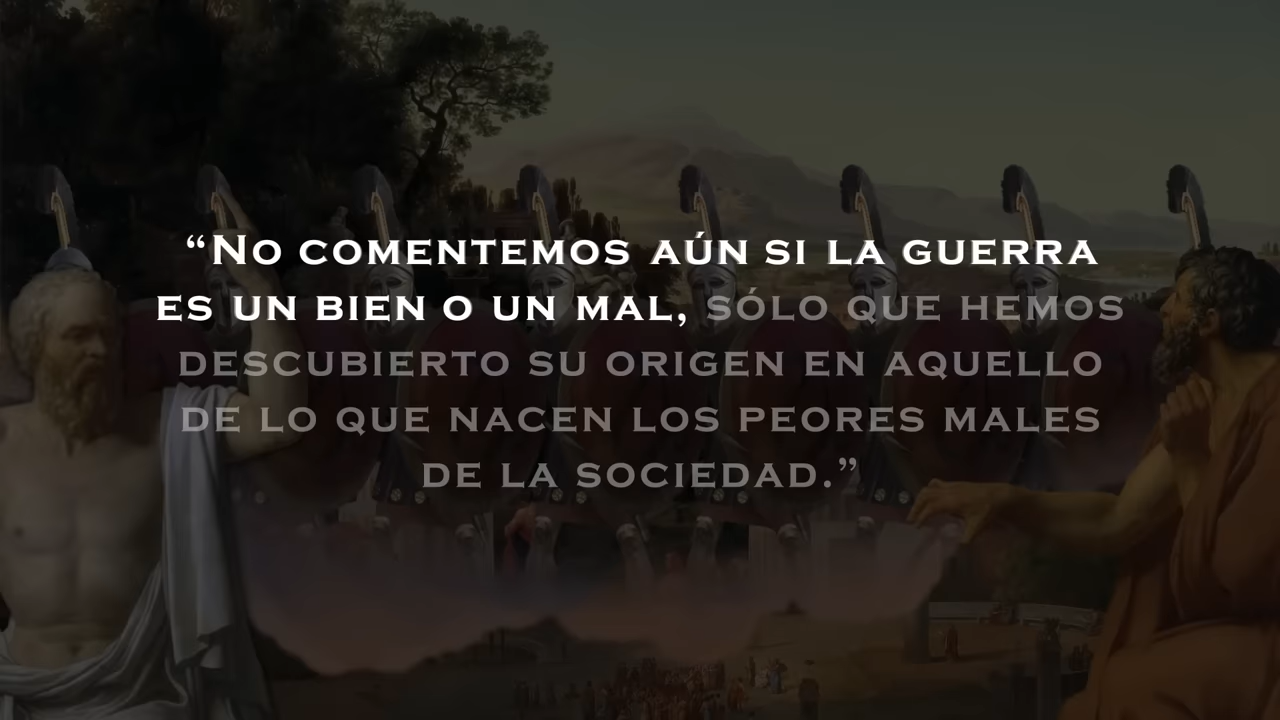 “No comentemos aún si la guerra
es un bien o un mal, sólo que hemos
descubierto su origen en aquello
de lo que nacen los peores males
de la sociedad.”